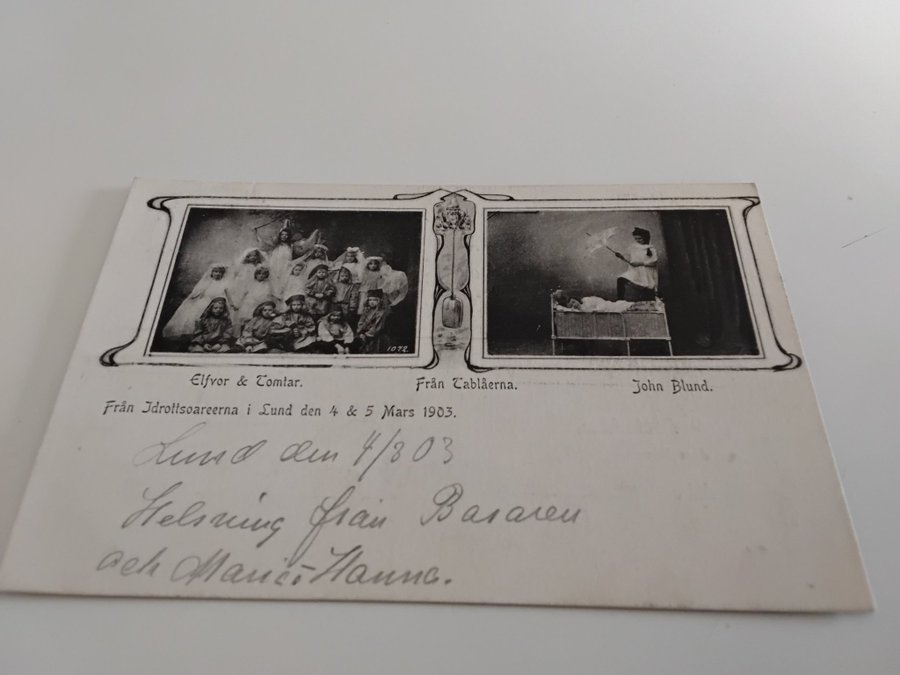 1072
Elfvor & Tomtar.
Från Tablåerna.
John Blund.
Från Idrottsoareerna i Lund den 4 & 5 Mars 1903.
Lund den 4/3 03
Helsning från Basaren
och Marie-Hanna.